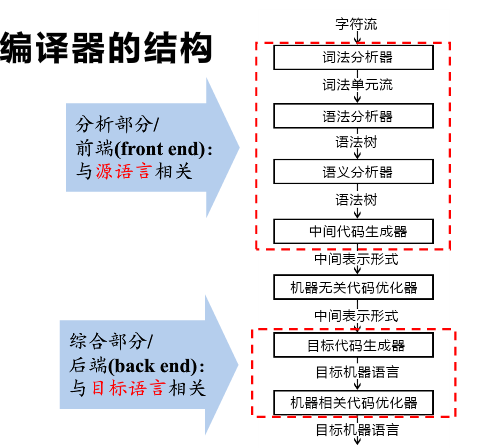 编译器的结构
分析部分/
前端(front end):
与源语言相关
综合部分/
后端(back end):
与目标语言相关
字符流
词法分析器
词法单元流
语法分析器
语法树
语义分析器
语法树
中间代码生成器
中间表示形式
机器无关代码优化器
中间表示形式
目标代码生成器
目标机器语言
机器相关代码优化器
目标机器语言